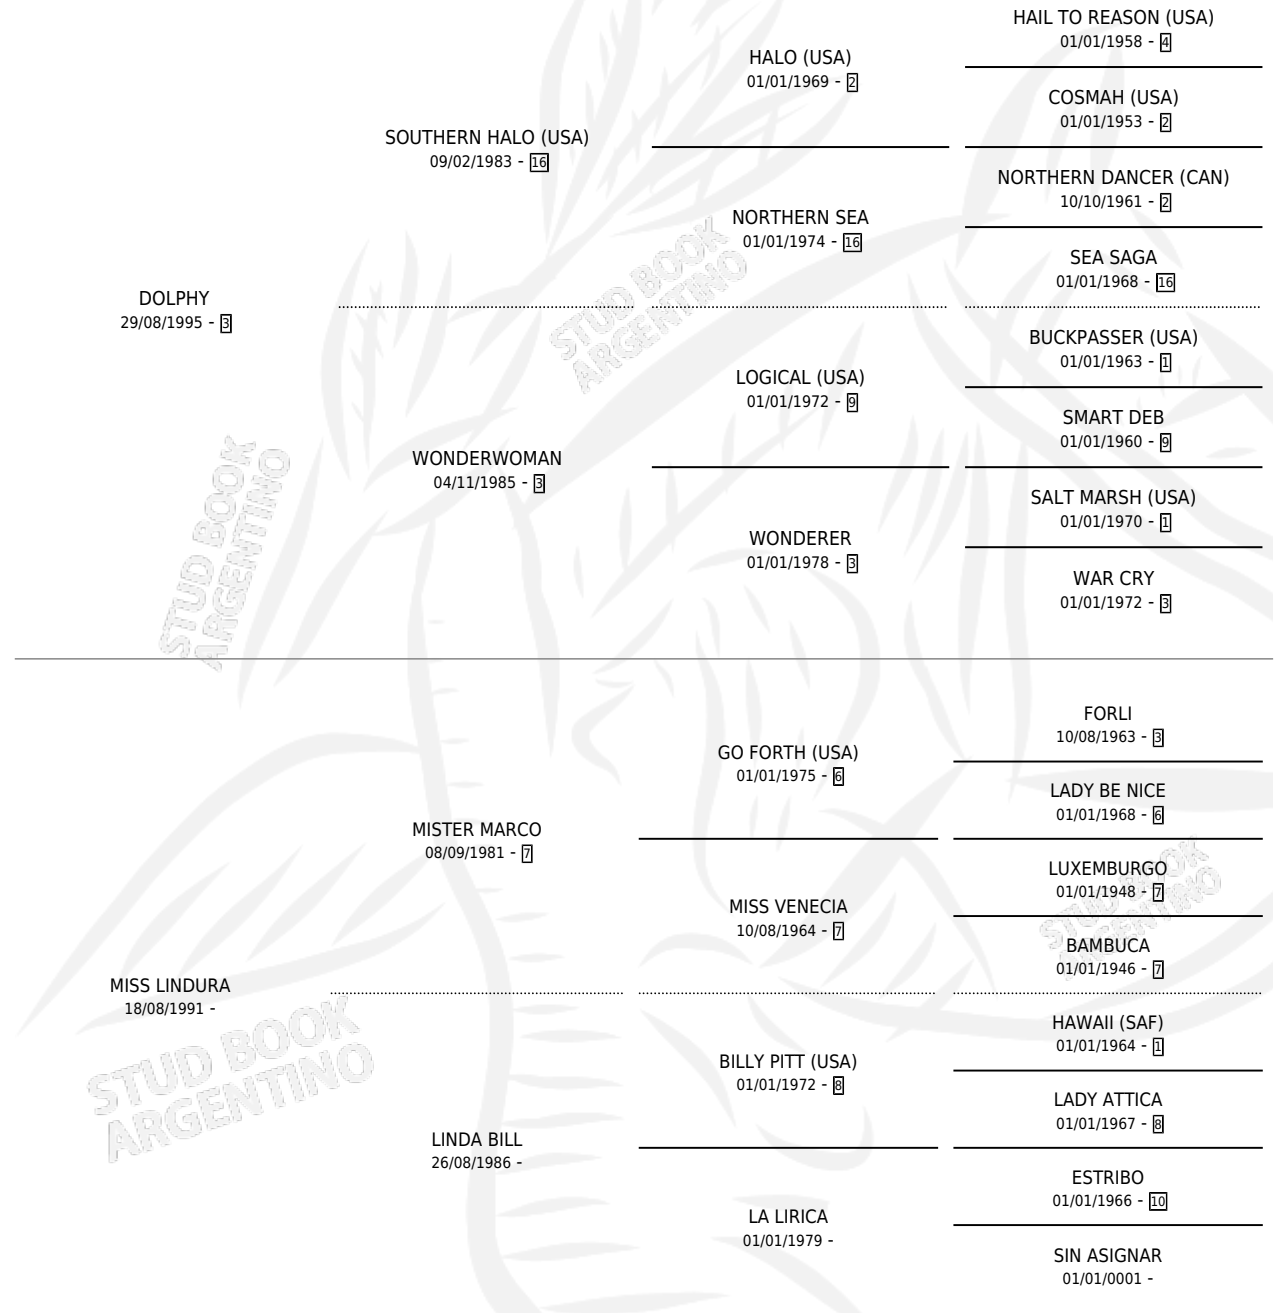 HAIL TO REASON (USA)
01/01/1958 - 4
HALO (USA)
01/01/1969 - 2
COSMAH (USA)
01/01/1953 - 2
SOUTHERN HALO (USA)
09/02/1983 - 16
NORTHERN DANCER (CAN)
10/10/1961 - 2
NORTHERN SEA
01/01/1974 - 16
SEA SAGA
01/01/1968 - 16
DOLPHY
29/08/1995 - 3
BUCKPASSER (USA)
01/01/1963 - 1
LOGICAL (USA)
01/01/1972 - 9
SMART DEB
01/01/1960 - 9
WONDERWOMAN
04/11/1985 - 3
SALT MARSH (USA)
01/01/1970 - 1
WONDERER
01/01/1978 - 3
WAR CRY
01/01/1972 - 3
FORLI
10/08/1963 - 3
GO FORTH (USA)
01/01/1975 - 6
LADY BE NICE
01/01/1968 - 6
MISTER MARCO
08/09/1981 - 7
LUXEMBURGO
01/01/1948 - 7
MISS VENECIA
10/08/1964 - 7
BAMBUCA
01/01/1946 - 7
MISS LINDURA
18/08/1991 -
HAWAII (SAF)
01/01/1964 - 1
BILLY PITT (USA)
01/01/1972 - 8
LADY ATTICA
01/01/1967 - 8
LINDA BILL
26/08/1986 -
ESTRIBO
01/01/1966 - 10
LA LIRICA
01/01/1979 -
SIN ASIGNAR
01/01/0001 -
STUD BOOK
ARGENTINO
STUD BOOK
ARGENTINO
STUD BOOK
ARGENTINO
STUD BOOK
ARGENTINO